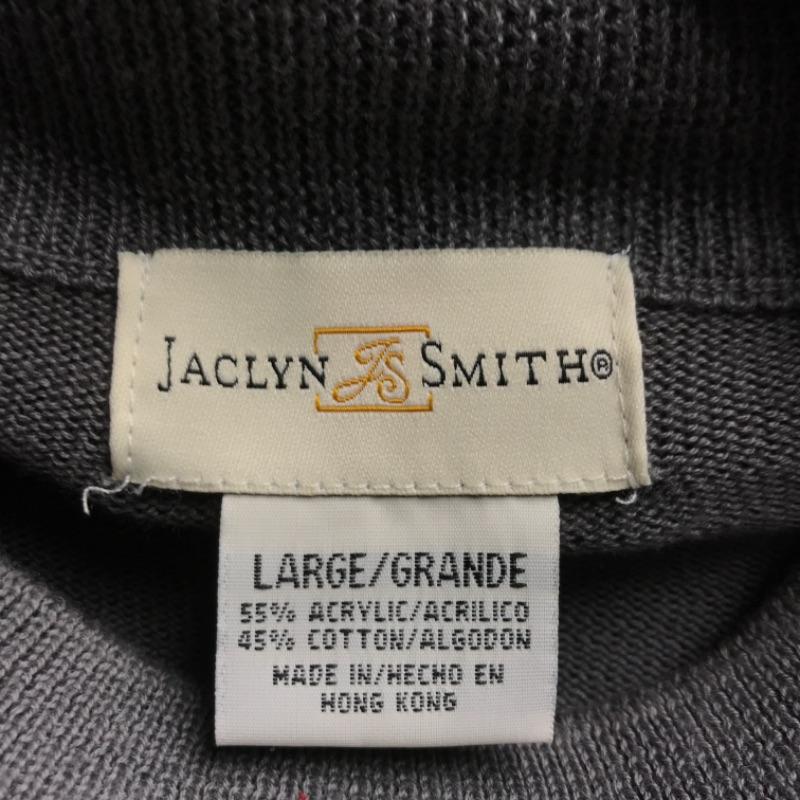 JACLYN JS SMITH®
LARGE/GRANDE
55% ACRYLIC/ACRILICO
45% COTTON/ALGODON
MADE IN/HECHO EN
HONG KONG